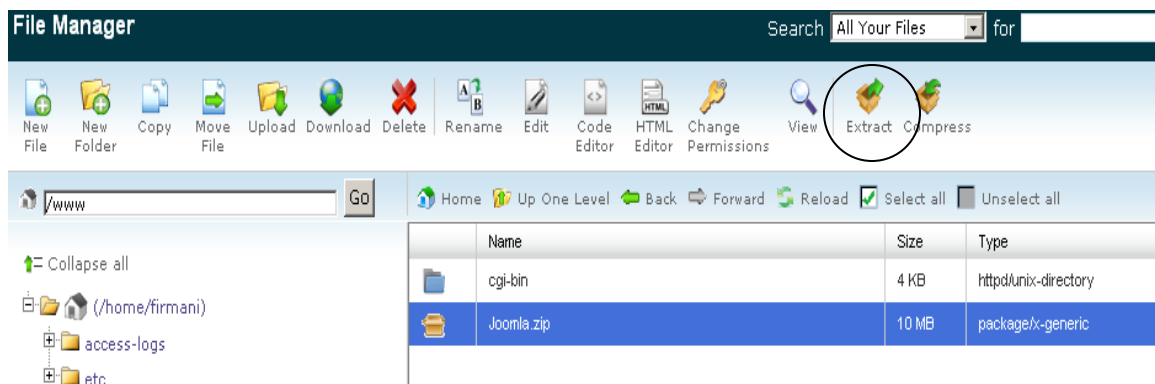 File Manager
Search All Your Files for
New File
New Folder
Copy
Move File
Upload
Download
Delete
Rename
Edit
Code Editor
HTML Editor
Change Permissions
View
Extract
Compress
/www Go
Home Up One Level Back Forward Reload Select all Unselect all
Name Size Type
Collapse all
cgi-bin 4 KB httpd/unix-directory
(/home/firmani)
Joomla.zip 10 MB package/x-generic
access-logs
etc